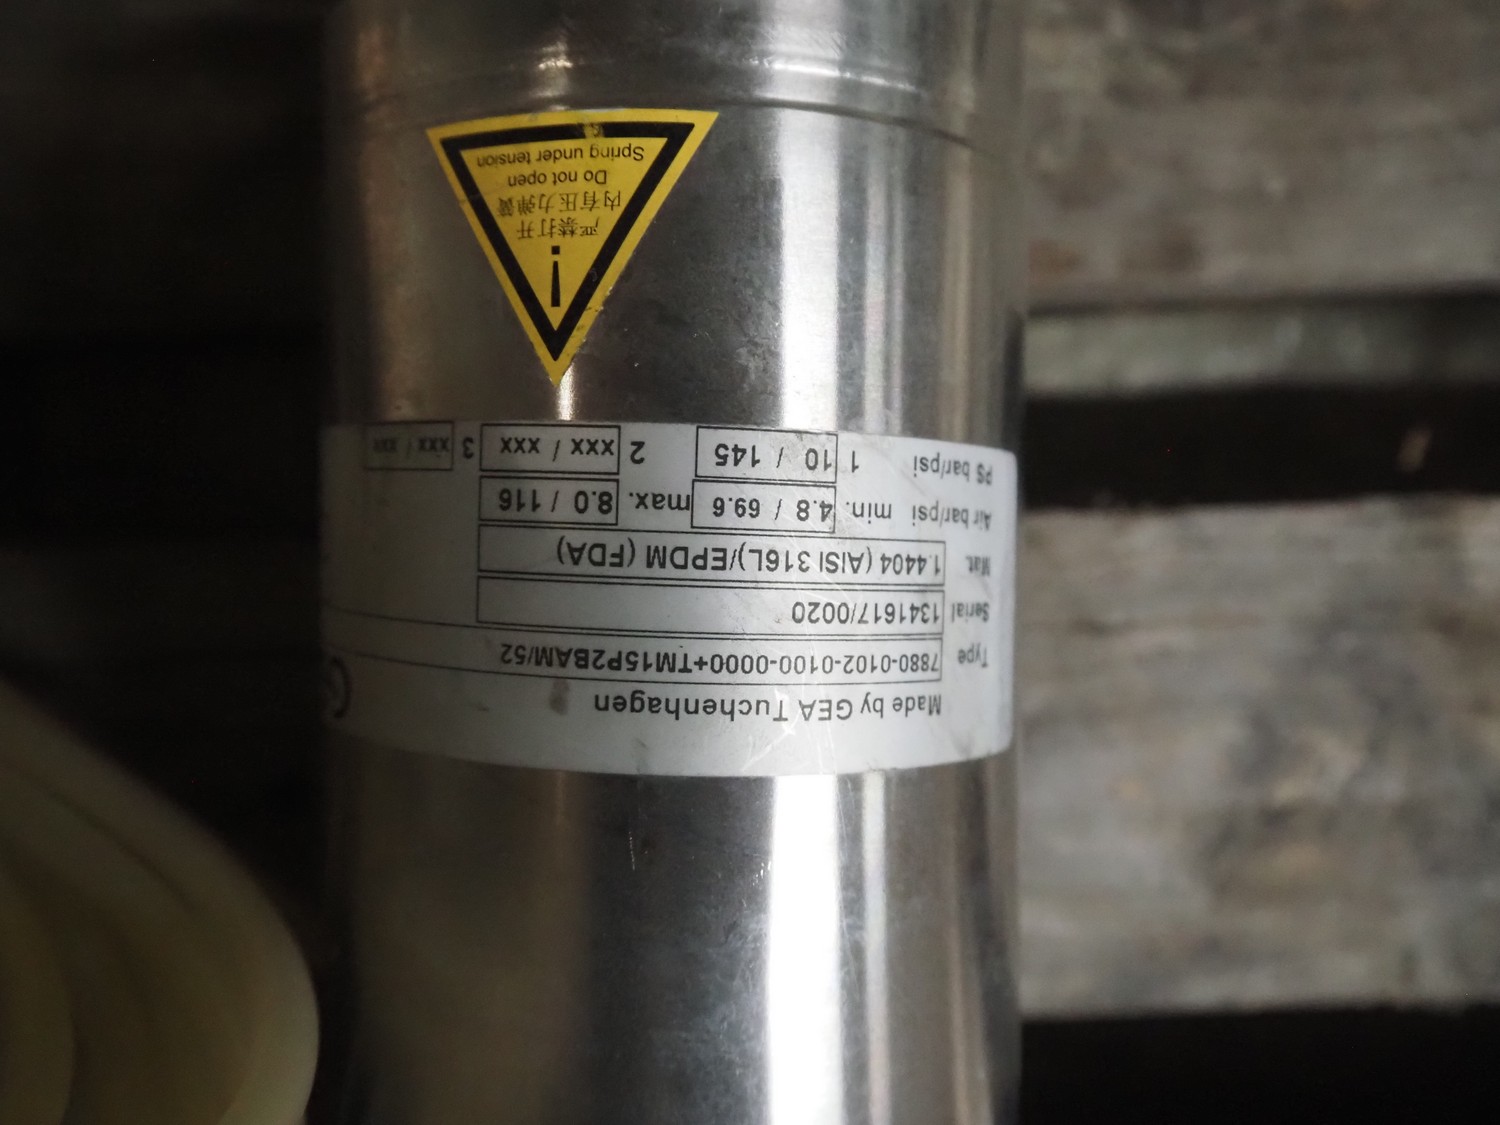 Made by GEA Tuchenhagen
Type 7880-0102-0100-0000+TM15P2BAM/52
Serial 1341617/0020
Mat. 1.4404 (AISI 316L)/EPDM (FDA)
Air bar/psi min. 4.8 / 69.6 max. 8.0 / 116
PS bar/psi 1 10 / 145 2 xxx / xxx 3 xxx / xxx
!
严禁打开
内有压力弹簧
Do not open
Spring under tension